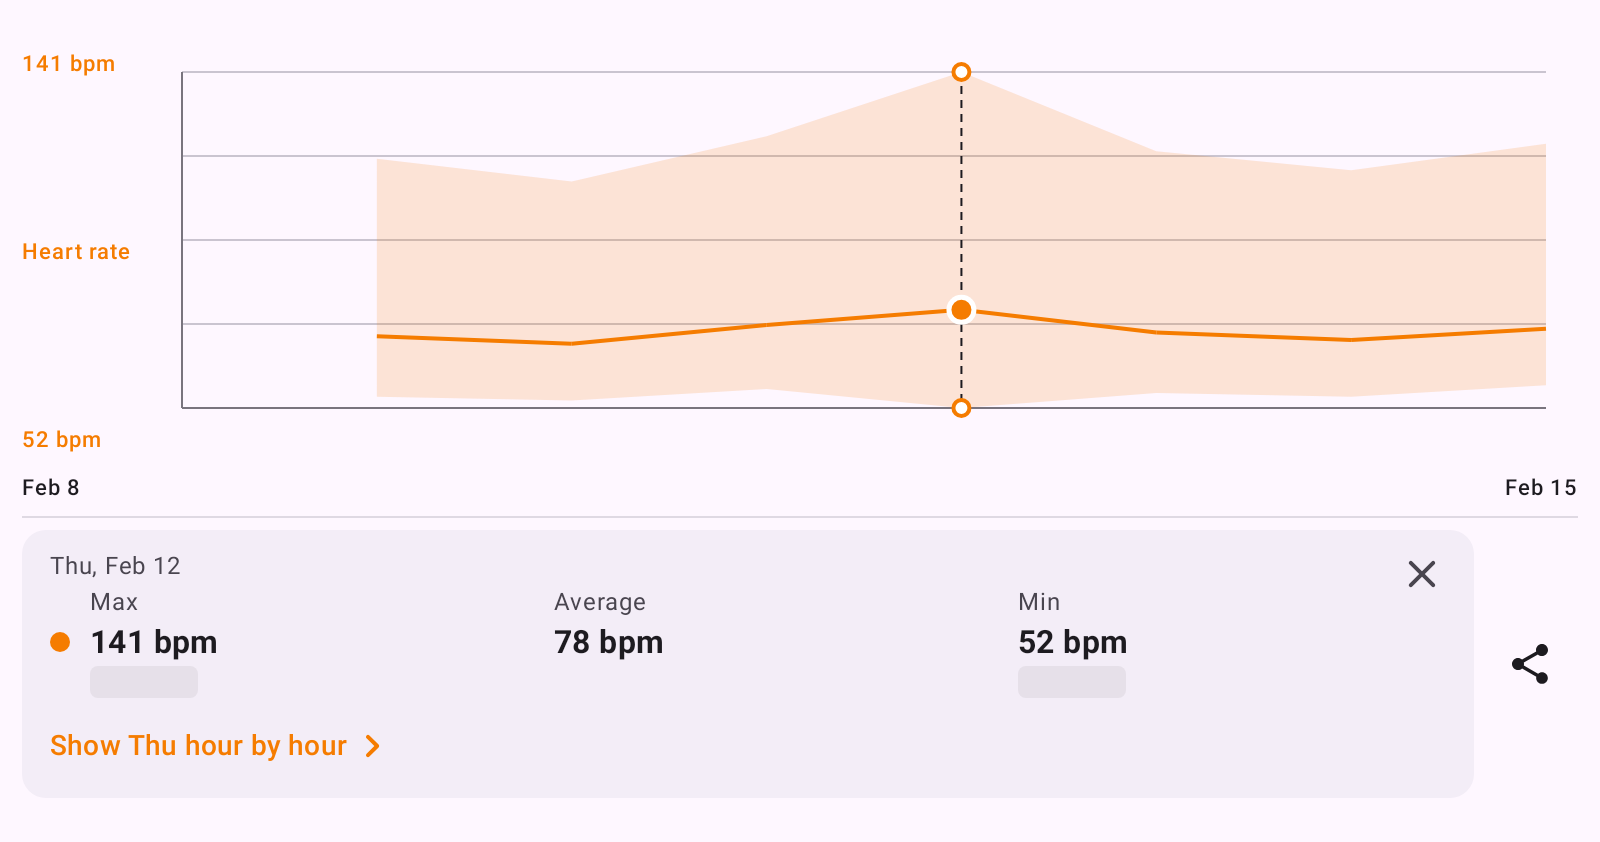 141 bpm
Heart rate
52 bpm
Feb 8
Feb 15
Thu, Feb 12
Max
141 bpm
Average
78 bpm
Min
52 bpm
Show Thu hour by hour